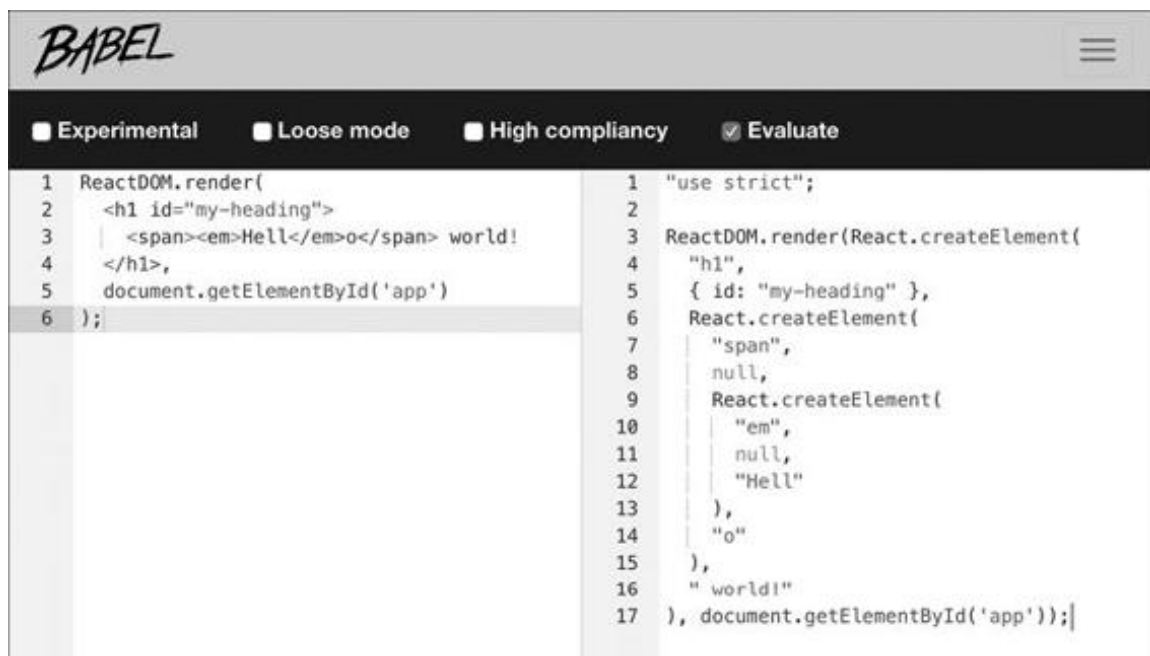 BABEL
Experimental Loose mode High compliancy Evaluate
1 ReactDOM.render(
2 <h1 id="my-heading">
3 <span><em>Hell</em>o</span> world!
4 </h1>,
5 document.getElementById('app')
6 );
1 "use strict";
2
3 ReactDOM.render(React.createElement(
4 "h1",
5 { id: "my-heading" },
6 React.createElement(
7 "span",
8 null,
9 React.createElement(
10 "em",
11 null,
12 "Hell"
13 ),
14 "o"
15 ),
16 " world!"
17 ), document.getElementById('app'));